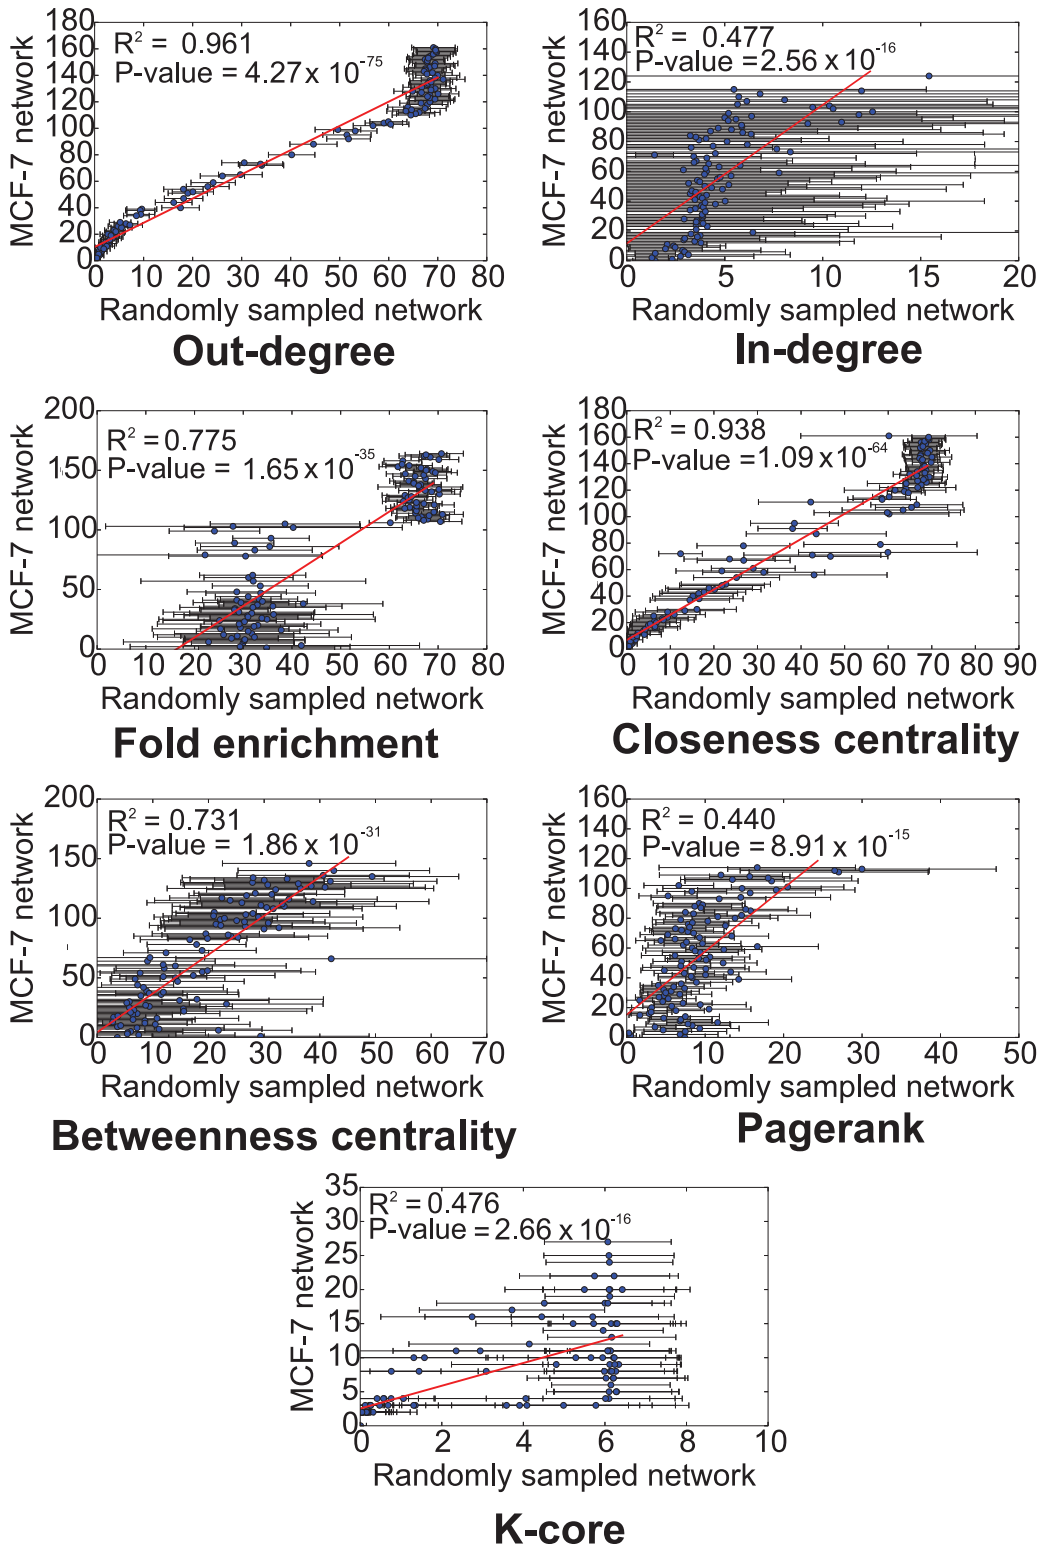 180
160
140
120
100
80
60
40
20
0
MCF-7 network
R² = 0.961
P-value = 4.27 x 10⁻⁷⁵
0 10 20 30 40 50 60 70 80
Randomly sampled network
Out-degree
180
160
140
120
100
80
60
40
20
0
MCF-7 network
R² = 0.477
P-value = 2.56 x 10⁻¹⁶
0 5 10 15 20
Randomly sampled network
In-degree
200
150
100
50
0
MCF-7 network
R² = 0.775
P-value = 1.65 x 10⁻³⁵
0 10 20 30 40 50 60 70 80
Randomly sampled network
Fold enrichment
180
160
140
120
100
80
60
40
20
0
MCF-7 network
R² = 0.938
P-value = 1.09 x 10⁻⁶⁴
0 10 20 30 40 50 60 70 80 90
Randomly sampled network
Closeness centrality
200
150
100
50
0
MCF-7 network
R² = 0.731
P-value = 1.86 x 10⁻³¹
0 10 20 30 40 50 60 70
Randomly sampled network
Betweenness centrality
160
140
120
100
80
60
40
20
0
MCF-7 network
R² = 0.440
P-value = 8.91 x 10⁻¹⁵
0 10 20 30 40 50
Randomly sampled network
Pagerank
35
30
25
20
15
10
5
0
MCF-7 network
R² = 0.476
P-value = 2.66 x 10⁻¹⁶
0 2 4 6 8 10
Randomly sampled network
K-core